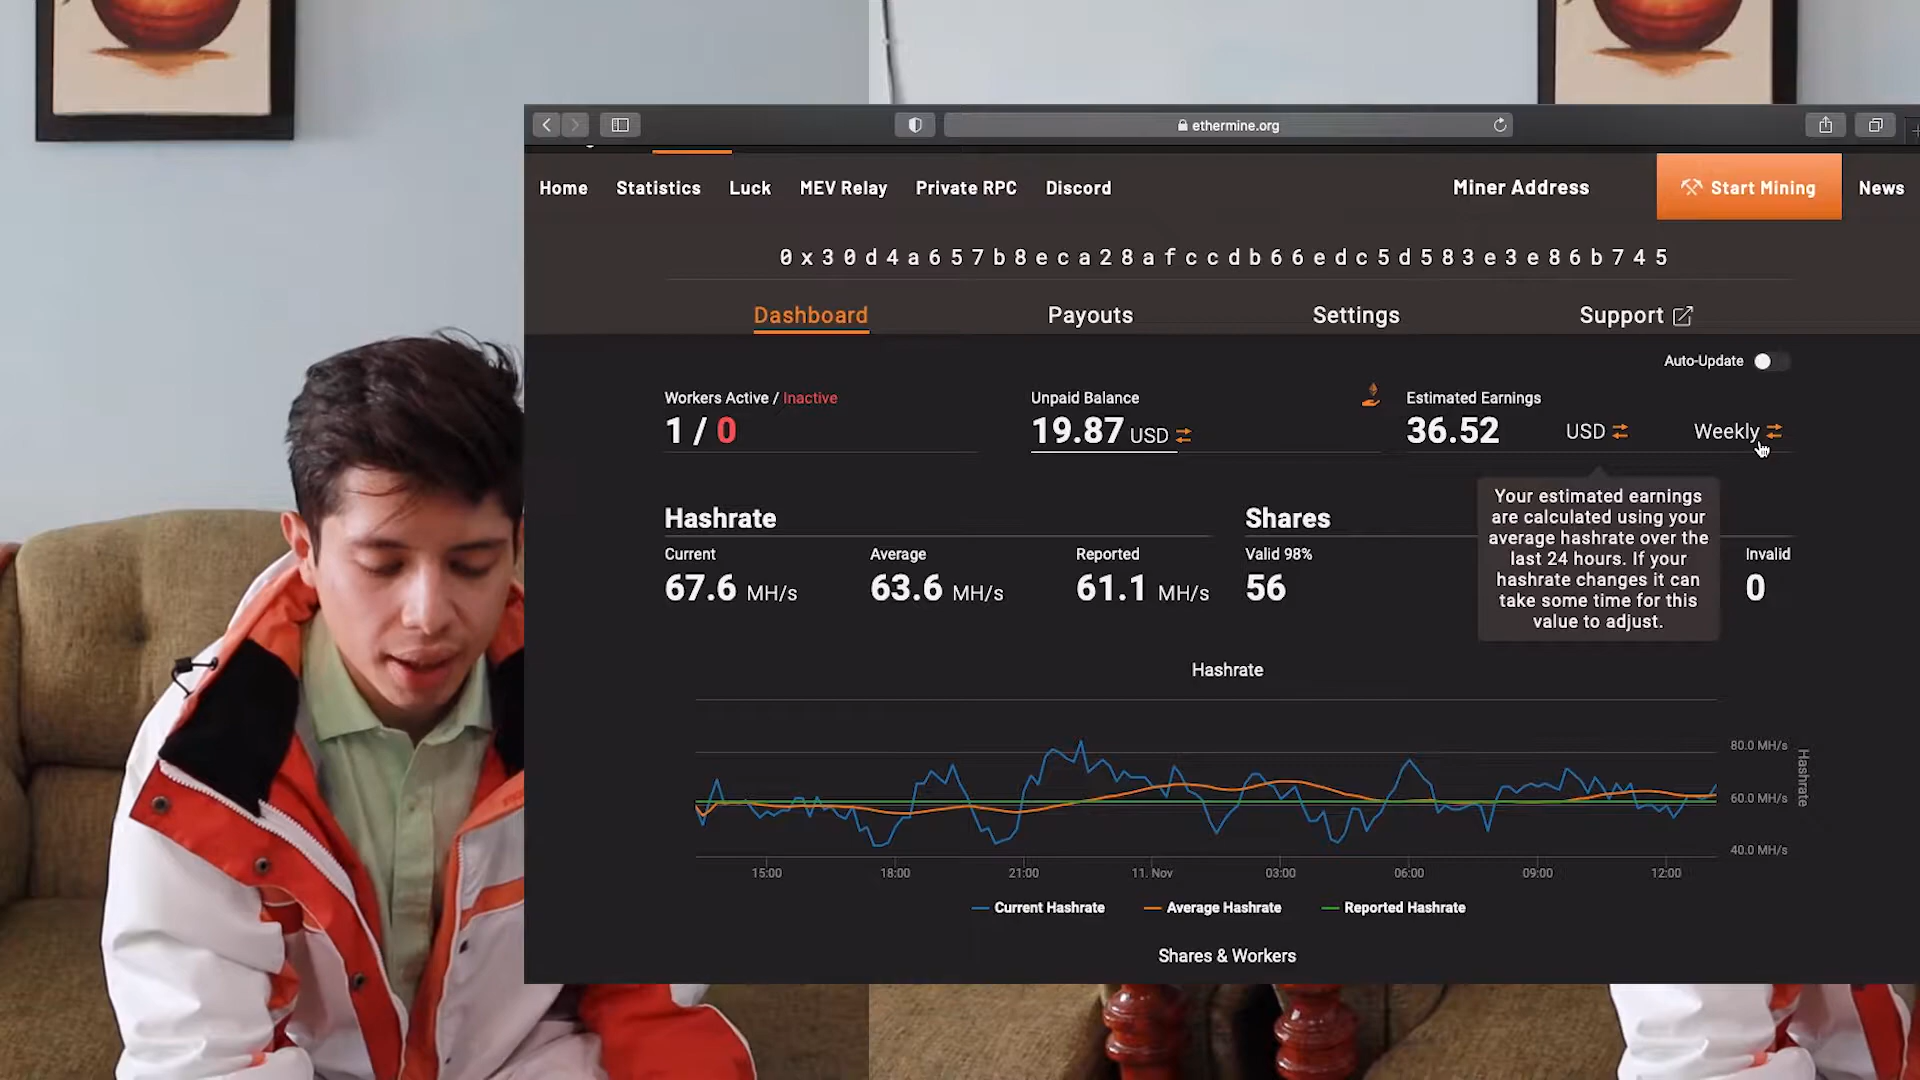 ethermine.org
Home Statistics Luck MEV Relay Private RPC Discord Miner Address Start Mining News
0x30d4a657b8eca28afccdb66edc5d583e3e86b745
Dashboard Payouts Settings Support
Auto-Update
Workers Active / Inactive Unpaid Balance Estimated Earnings
1 / 0 19.87 USD 36.52 USD Weekly
Your estimated earnings
are calculated using your
average hashrate over the
last 24 hours. If your
hashrate changes it can
take some time for this
value to adjust.
Hashrate Shares
Current Average Reported Valid 98% Invalid
67.6 MH/s 63.6 MH/s 61.1 MH/s 56 0
Hashrate
80.0 MH/s
60.0 MH/s
40.0 MH/s
Hashrate
15:00 18:00 21:00 11. Nov 03:00 06:00 09:00 12:00
Current Hashrate Average Hashrate Reported Hashrate
Shares & Workers